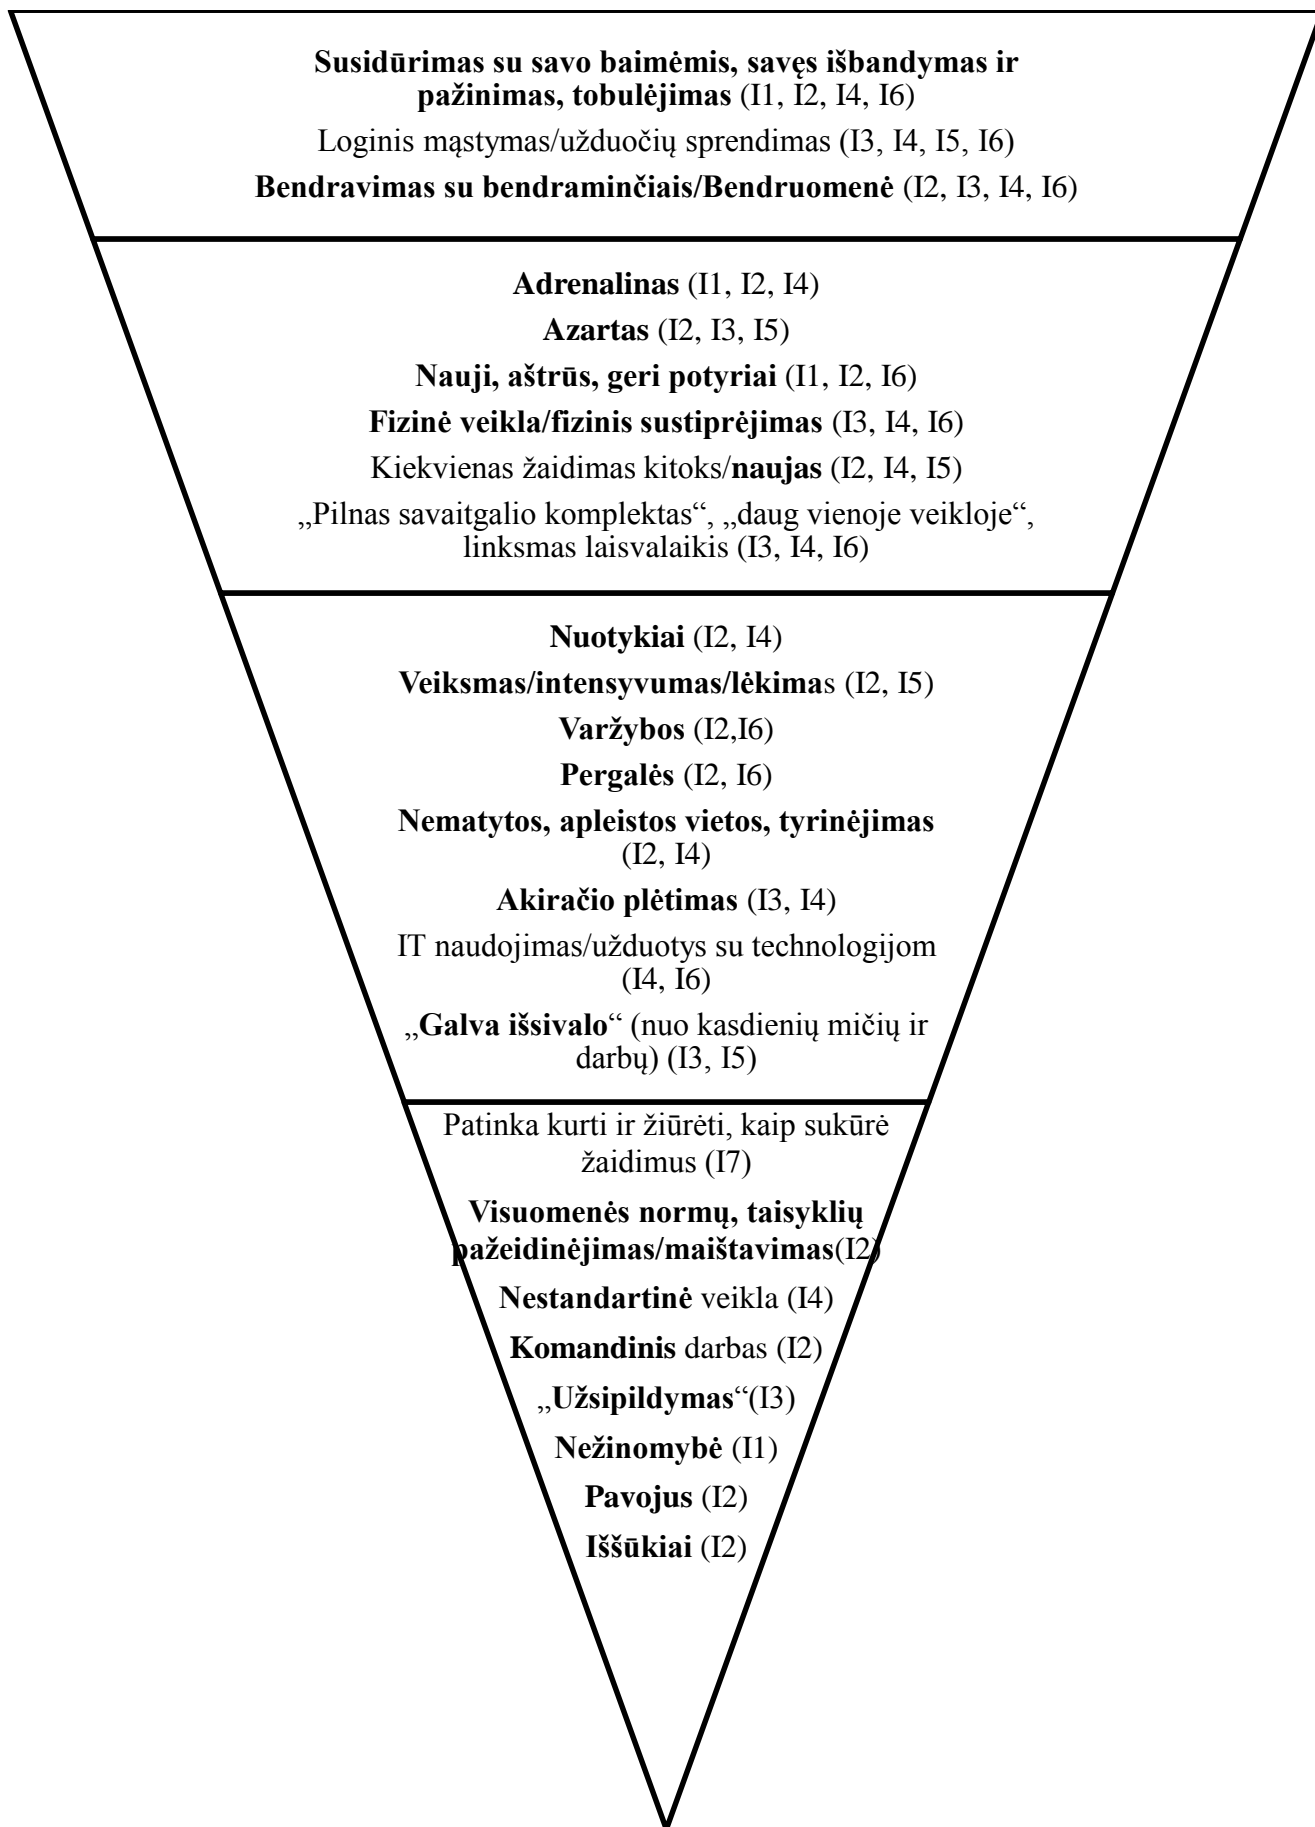 Susidūrimas su savo baimėmis, savęs išbandymas ir
pažinimas, tobulėjimas (I1, I2, I4, I6)
Loginis mąstymas/užduočių sprendimas (I3, I4, I5, I6)
Bendravimas su bendraminčiais/Bendruomenė (I2, I3, I4, I6)
Adrenalinas (I1, I2, I4)
Azartas (I2, I3, I5)
Nauji, aštrūs, geri potyriai (I1, I2, I6)
Fizinė veikla/fizinis sustiprėjimas (I3, I4, I6)
Kiekvienas žaidimas kitoks/naujas (I2, I4, I5)
„Pilnas savaitgalio komplektas“, „daug vienoje veikloje“,
linksmas laisvalaikis (I3, I4, I6)
Nuotykiai (I2, I4)
Veiksmas/intensyvumas/lėkimas (I2, I5)
Varžybos (I2,I6)
Pergalės (I2, I6)
Nematytos, apleistos vietos, tyrinėjimas
(I2, I4)
Akiračio plėtimas (I3, I4)
IT naudojimas/užduotys su technologijom
(I4, I6)
„Galva išsivalo“ (nuo kasdienių mičių ir
darbų) (I3, I5)
Patinka kurti ir žiūrėti, kaip sukūrė
žaidimus (I7)
Visuomenės normų, taisyklių
pažeidinėjimas/maištavimas(I2)
Nestandartinė veikla (I4)
Komandinis darbas (I2)
„Užsipildymas“(I3)
Nežinomybė (I1)
Pavojus (I2)
Iššūkiai (I2)